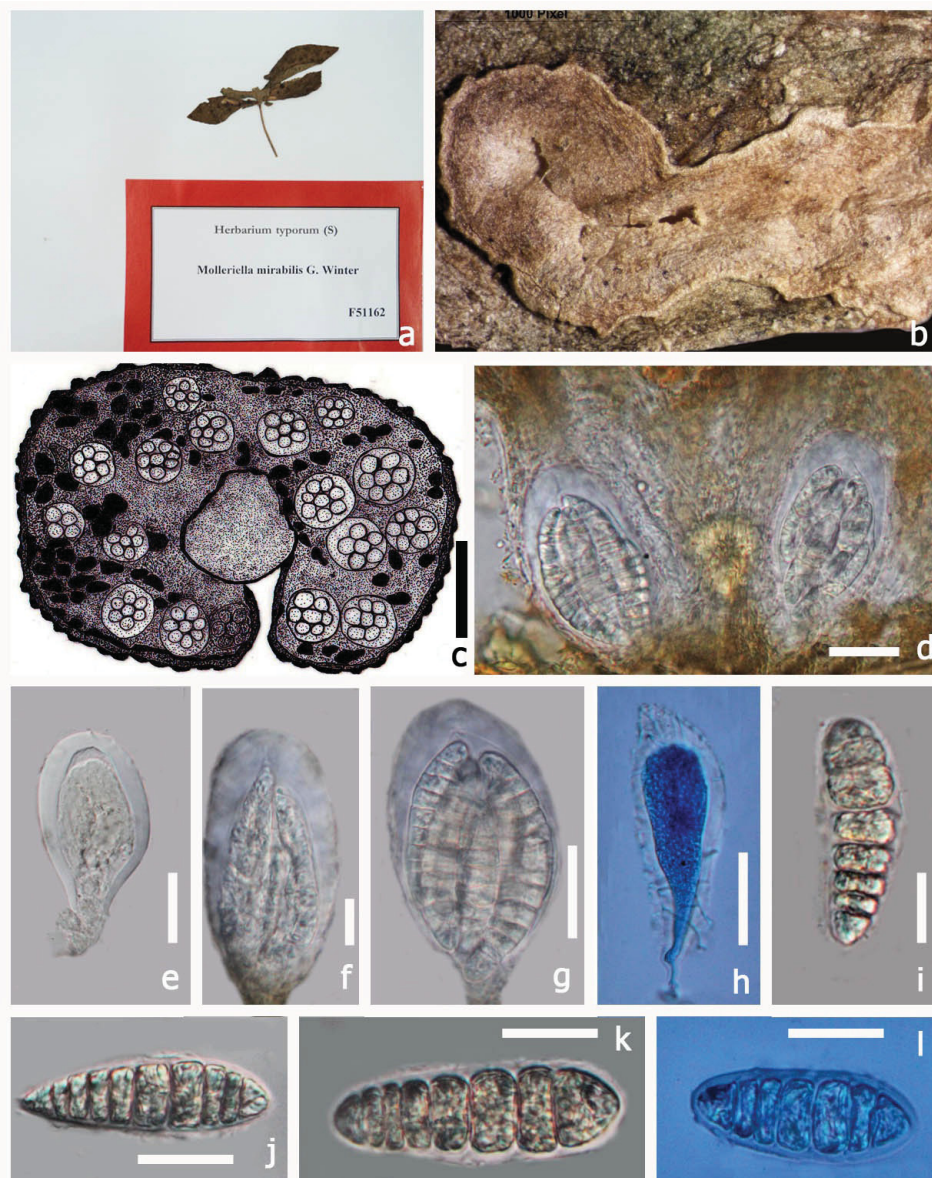 1000 Pixel
Herbarium typorum (S)
Molleriella mirabilis G. Winter
F51162
a
b
c
d
e
f
g
h
i
k
l
j